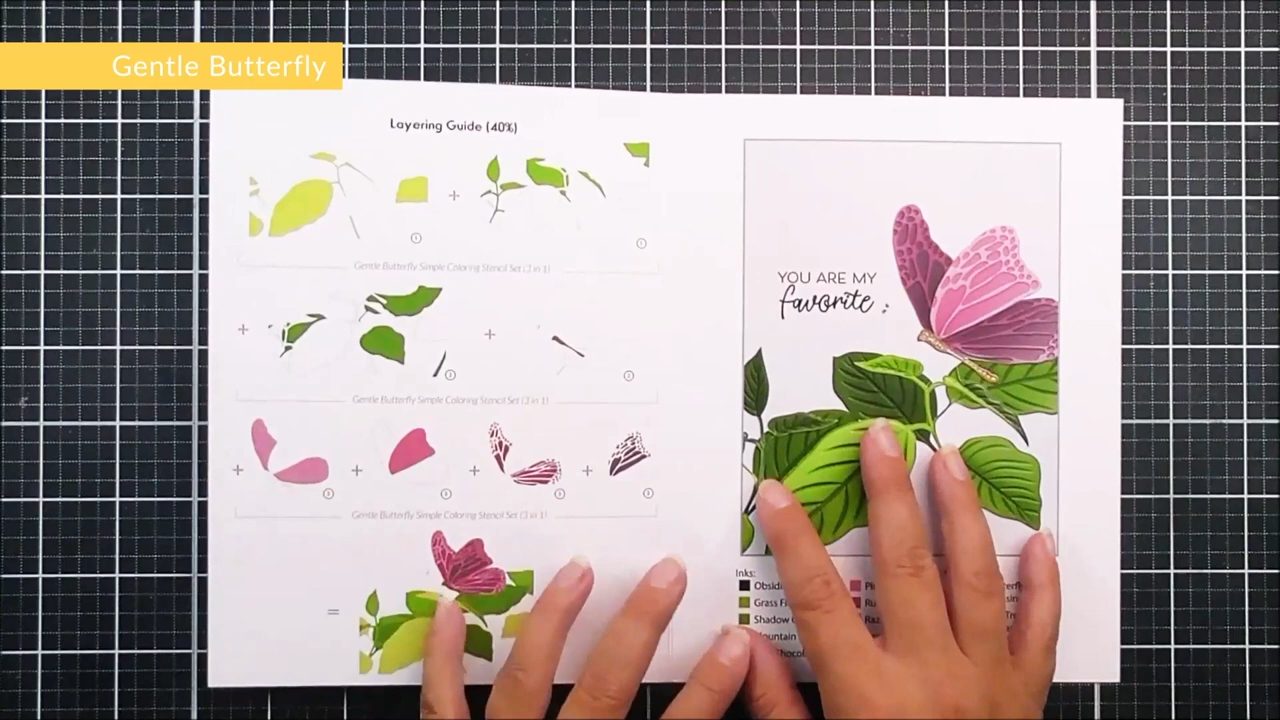 Gentle Butterfly
Layering Guide (40%)
Gentle Butterfly Simple Coloring Stencil Set (3 in 1)
Gentle Butterfly Simple Coloring Stencil Set (3 in 1)
Gentle Butterfly Simple Coloring Stencil Set (3 in 1)
YOU ARE MY
favorite
Inks:
Grass
Shadow